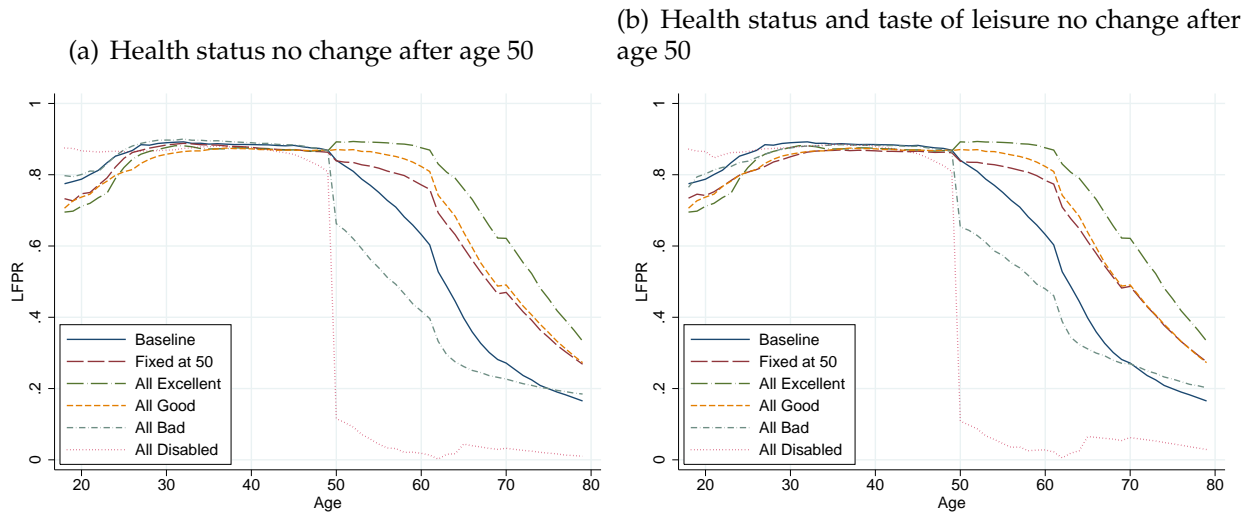 (a) Health status no change after age 50
(b) Health status and taste of leisure no change after
age 50
1
.8
.6
.4
.2
0
LFPR
20 30 40 50 60 70 80
Age
Baseline
Fixed at 50
All Excellent
All Good
All Bad
All Disabled
1
.8
.6
.4
.2
0
LFPR
20 30 40 50 60 70 80
Age
Baseline
Fixed at 50
All Excellent
All Good
All Bad
All Disabled